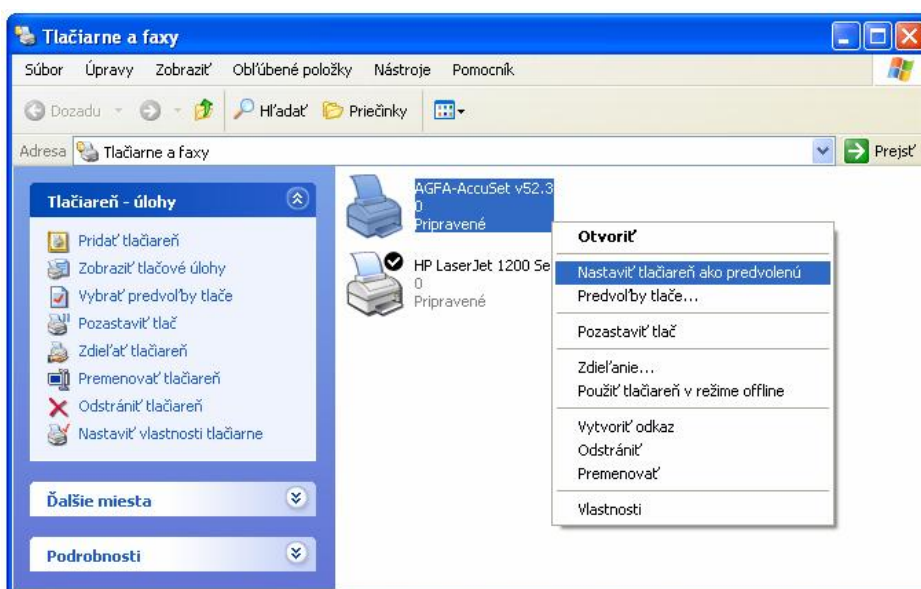 Tlačiarne a faxy
Súbor Úpravy Zobraziť Obľúbené položky Nástroje Pomocník
Dozadu Hľadať Priečinky
Adresa Tlačiarne a faxy Prejsť
Tlačiareň - úlohy
Pridať tlačiareň
Zobraziť tlačové úlohy
Vybrať predvoľby tlače
Pozastaviť tlač
Zdieľať tlačiareň
Premenovať tlačiareň
Odstrániť tlačiareň
Nastaviť vlastnosti tlačiarne
Ďalšie miesta
Podrobnosti
AGFA-AccuSet v52.3
0
Pripravené
HP LaserJet 1200 Se
0
Pripravené
Otvoriť
Nastaviť tlačiareň ako predvolenú
Predvoľby tlače...
Pozastaviť tlač
Zdieľanie...
Použiť tlačiareň v režime offline
Vytvoriť odkaz
Odstrániť
Premenovať
Vlastnosti